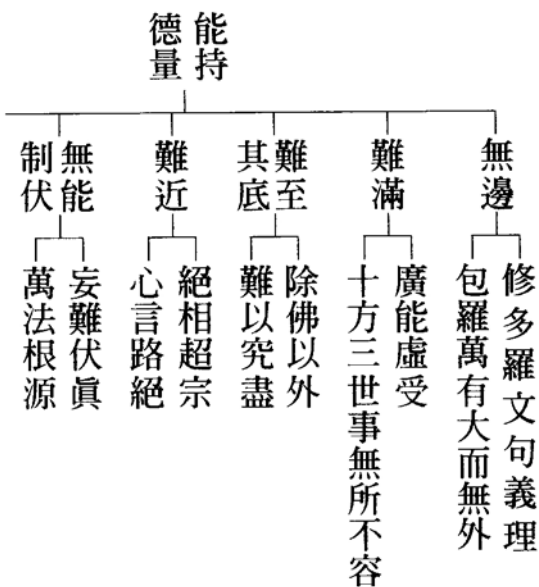 能持
德量
無邊
修多羅文句義理
包羅萬有大而無外
難滿
廣能虛受
十方三世事無所不容
難至
其底
除佛以外
難以究盡
難近
絕相超宗
心言路絕
無能
制伏
妄難伏眞
萬法根源